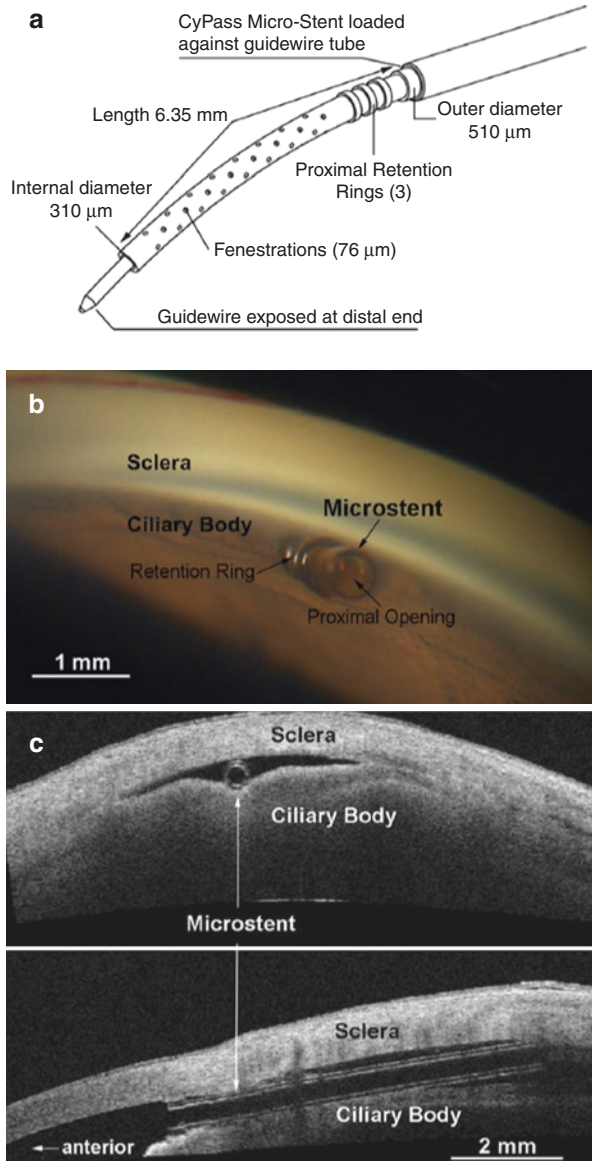 a
CyPass Micro-Stent loaded
against guidewire tube
Length 6.35 mm
Outer diameter
510 μm
Proximal Retention
Rings (3)
Internal diameter
310 μm
Fenestrations (76 μm)
Guidewire exposed at distal end
b
Sclera
Microstent
Ciliary Body
Retention Ring
Proximal Opening
1 mm
c
Sclera
Ciliary Body
Microstent
Sclera
Ciliary Body
anterior
2 mm